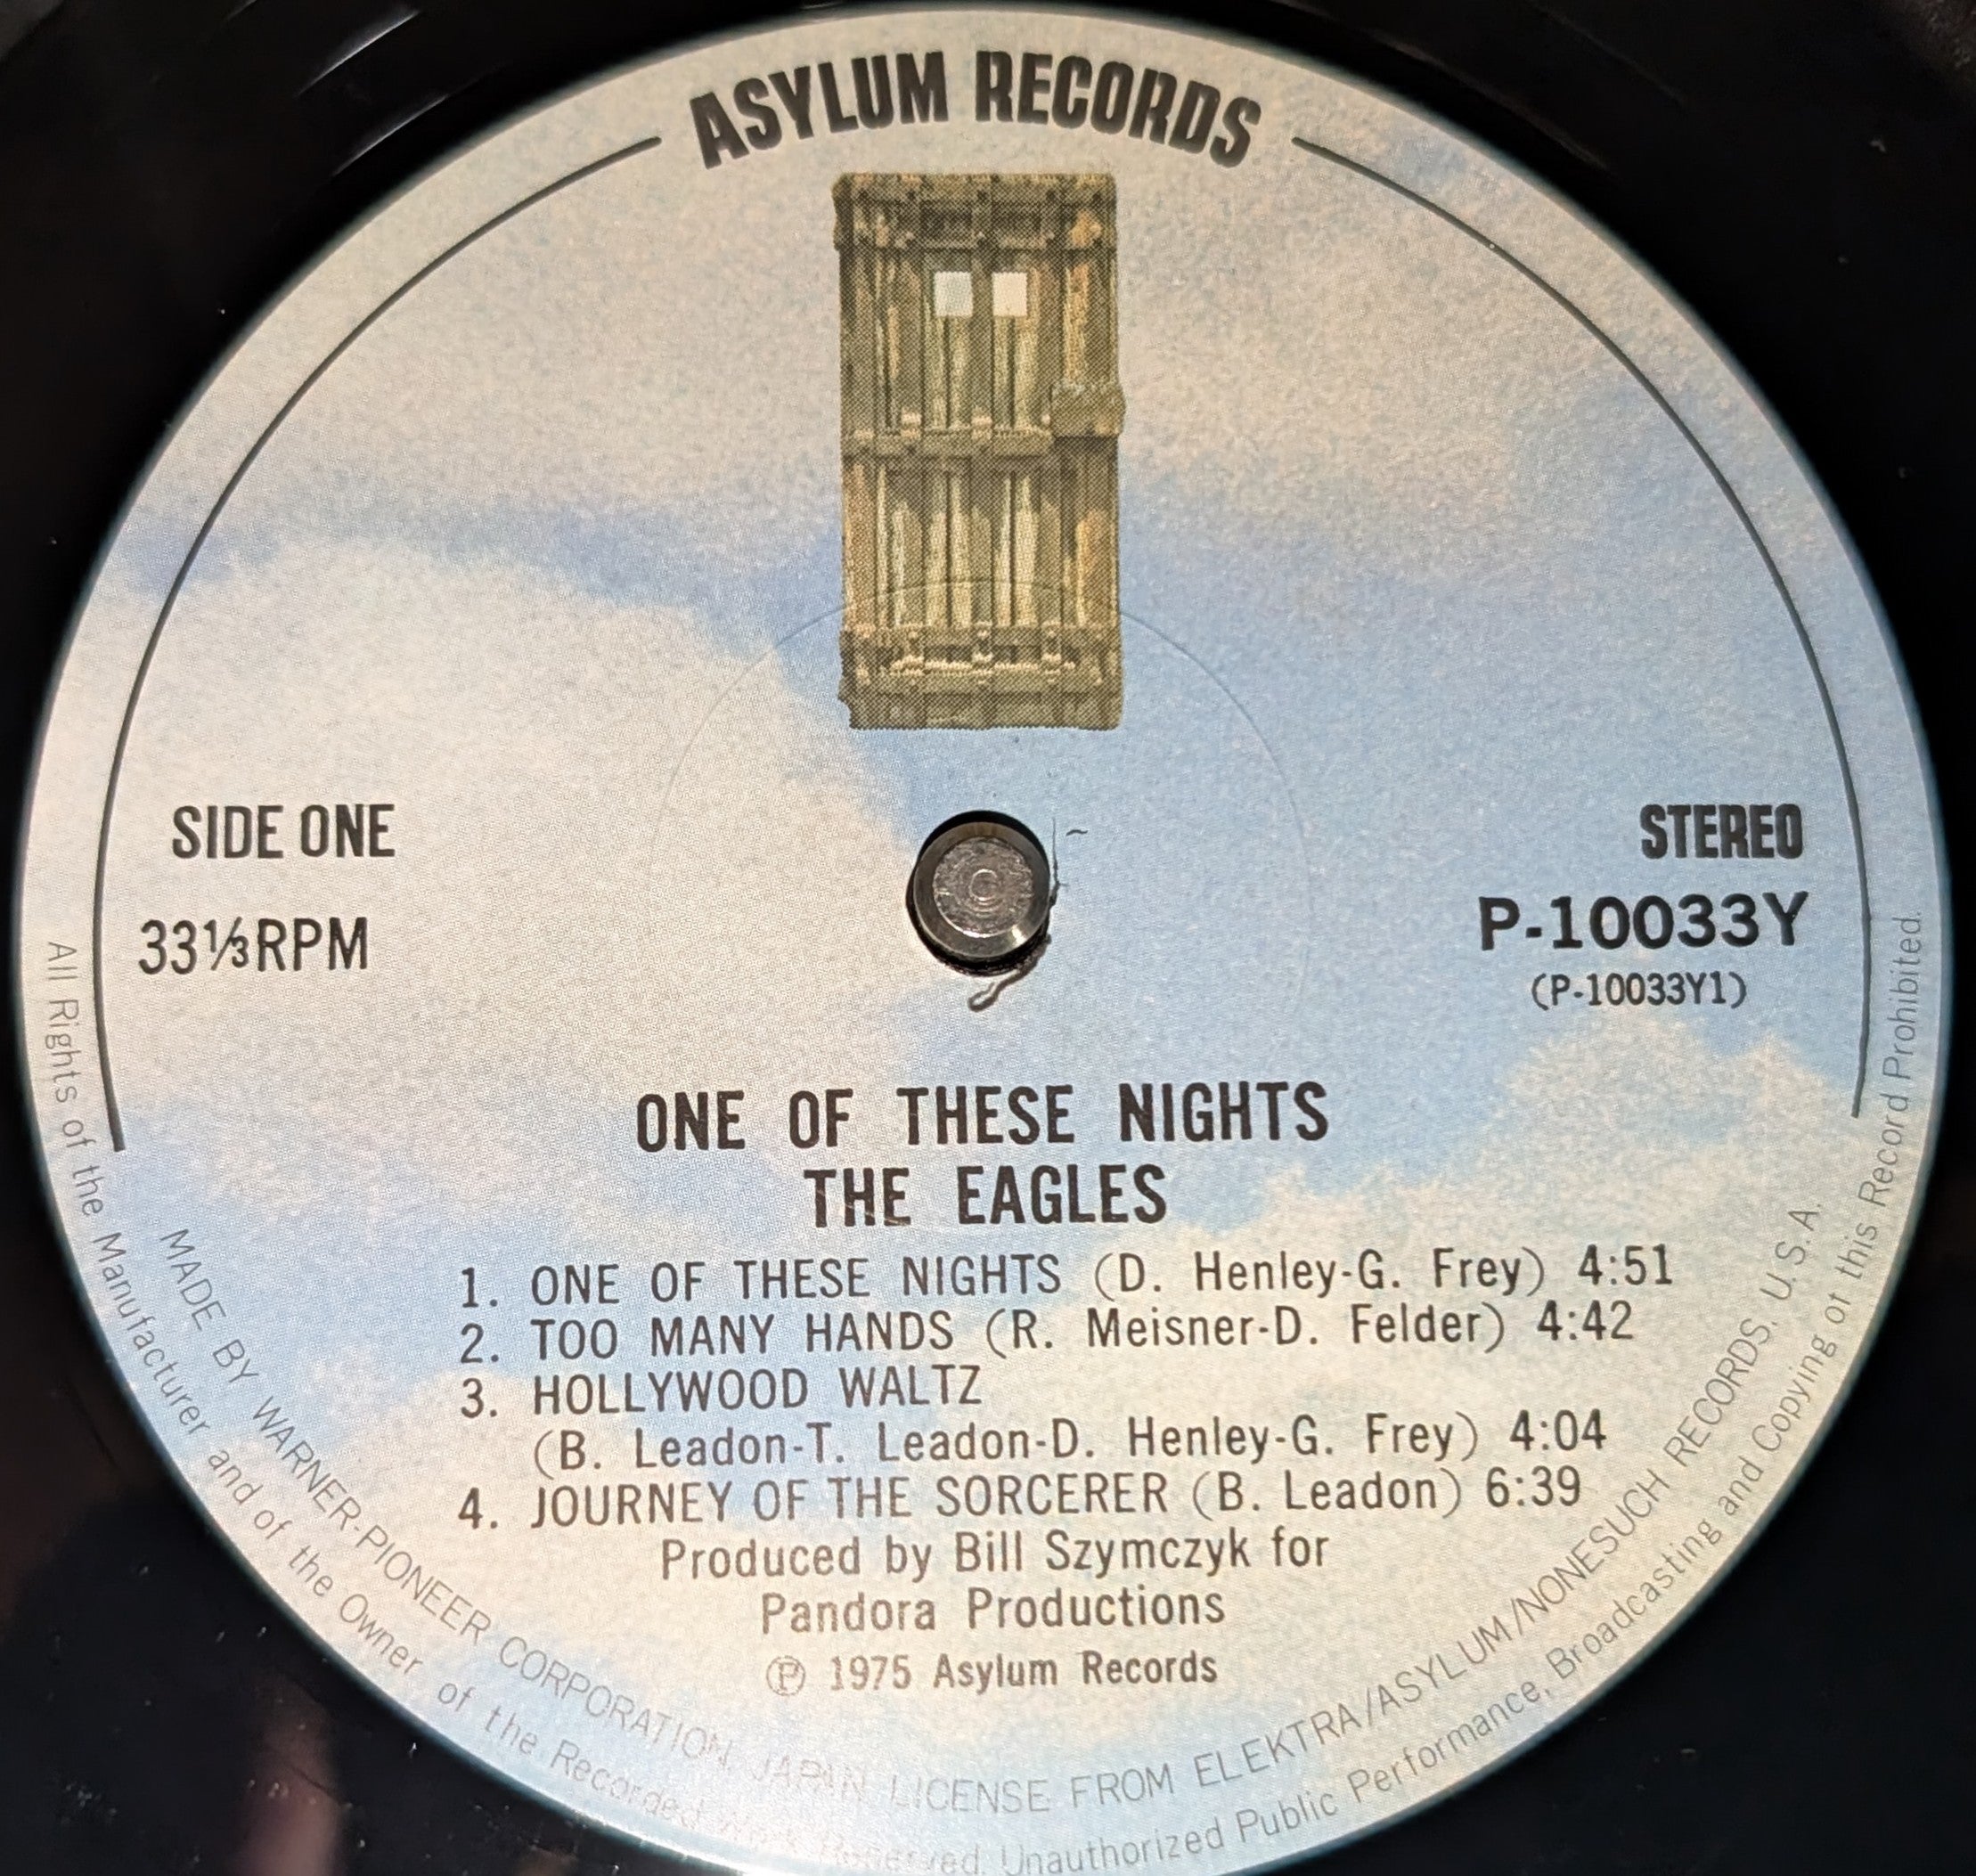 ASYLUM RECORDS
SIDE ONE
33⅓RPM
STEREO
P-10033Y
(P-10033Y1)
ONE OF THESE NIGHTS
THE EAGLES
1. ONE OF THESE NIGHTS (D. Henley-G. Frey) 4:51
2. TOO MANY HANDS (R. Meisner-D. Felder) 4:42
3. HOLLYWOOD WALTZ
(B. Leadon-T. Leadon-D. Henley-G. Frey) 4:04
4. JOURNEY OF THE SORCERER (B. Leadon) 6:39
Produced by Bill Szymczyk for
Pandora Productions
Ⓟ 1975 Asylum Records
MADE BY WARNER-PIONEER CORPORATION, JAPAN LICENSE FROM ELEKTRA/ASYLUM/NONESUCH RECORDS, U.S.A.
All Rights of the Manufacturer and of the Owner of the Recorded Work Reserved. Unauthorized Public Performance, Broadcasting and Copying of this Record Prohibited.